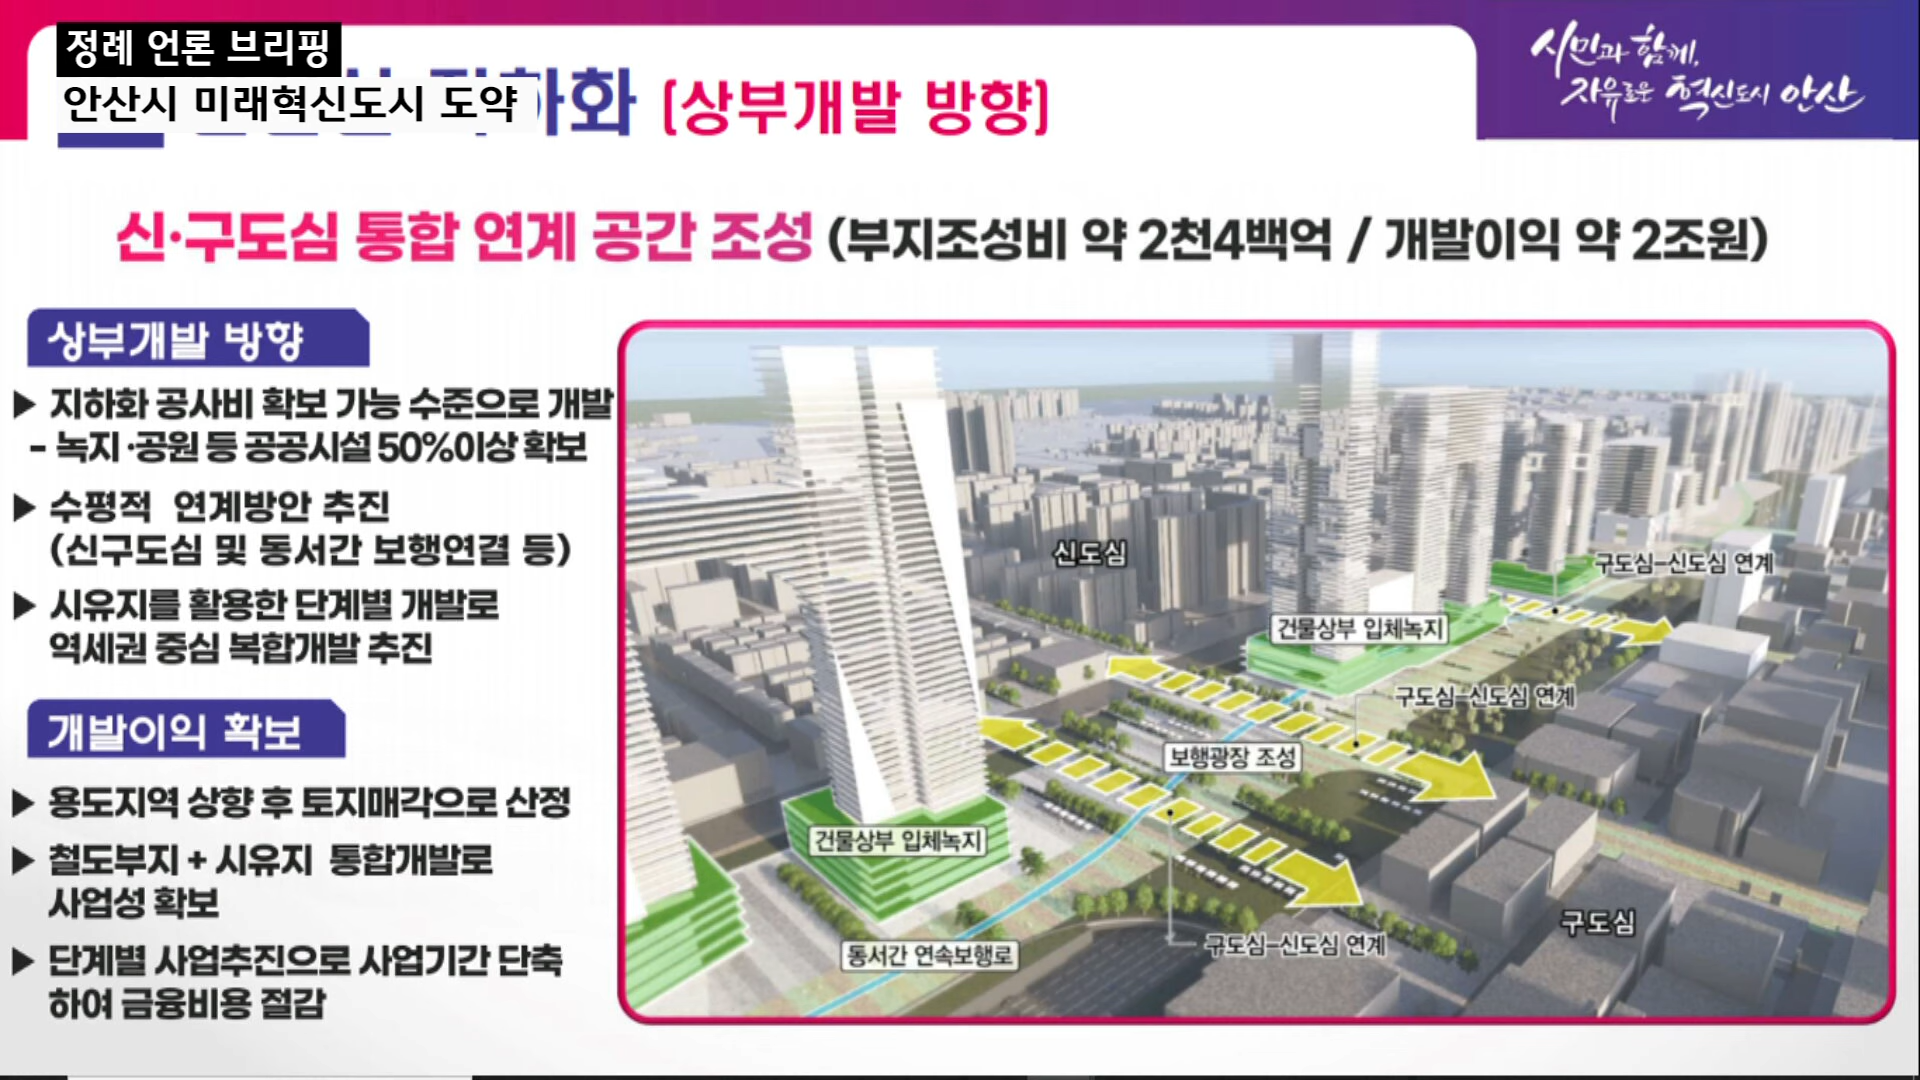 정례 언론 브리핑
안산시 미래혁신도시 도약
하화 [상부개발 방향]
시민과 함께,
자유로운 혁신도시 안산
신·구도심 통합 연계 공간 조성 (부지조성비 약 2천4백억 / 개발이익 약 2조원)
상부개발 방향
▶ 지하화 공사비 확보 가능 수준으로 개발
- 녹지·공원 등 공공시설 50%이상 확보
▶ 수평적 연계방안 추진
(신구도심 및 동서간 보행연결 등)
▶ 시유지를 활용한 단계별 개발로
역세권 중심 복합개발 추진
개발이익 확보
▶ 용도지역 상향 후 토지매각으로 산정
▶ 철도부지 + 시유지 통합개발로
사업성 확보
▶ 단계별 사업추진으로 사업기간 단축
하여 금융비용 절감
신도심
구도심-신도심 연계
건물상부 입체녹지
구도심-신도심 연계
보행광장 조성
건물상부 입체녹지
구도심
구도심-신도심 연계
동서간 연속보행로